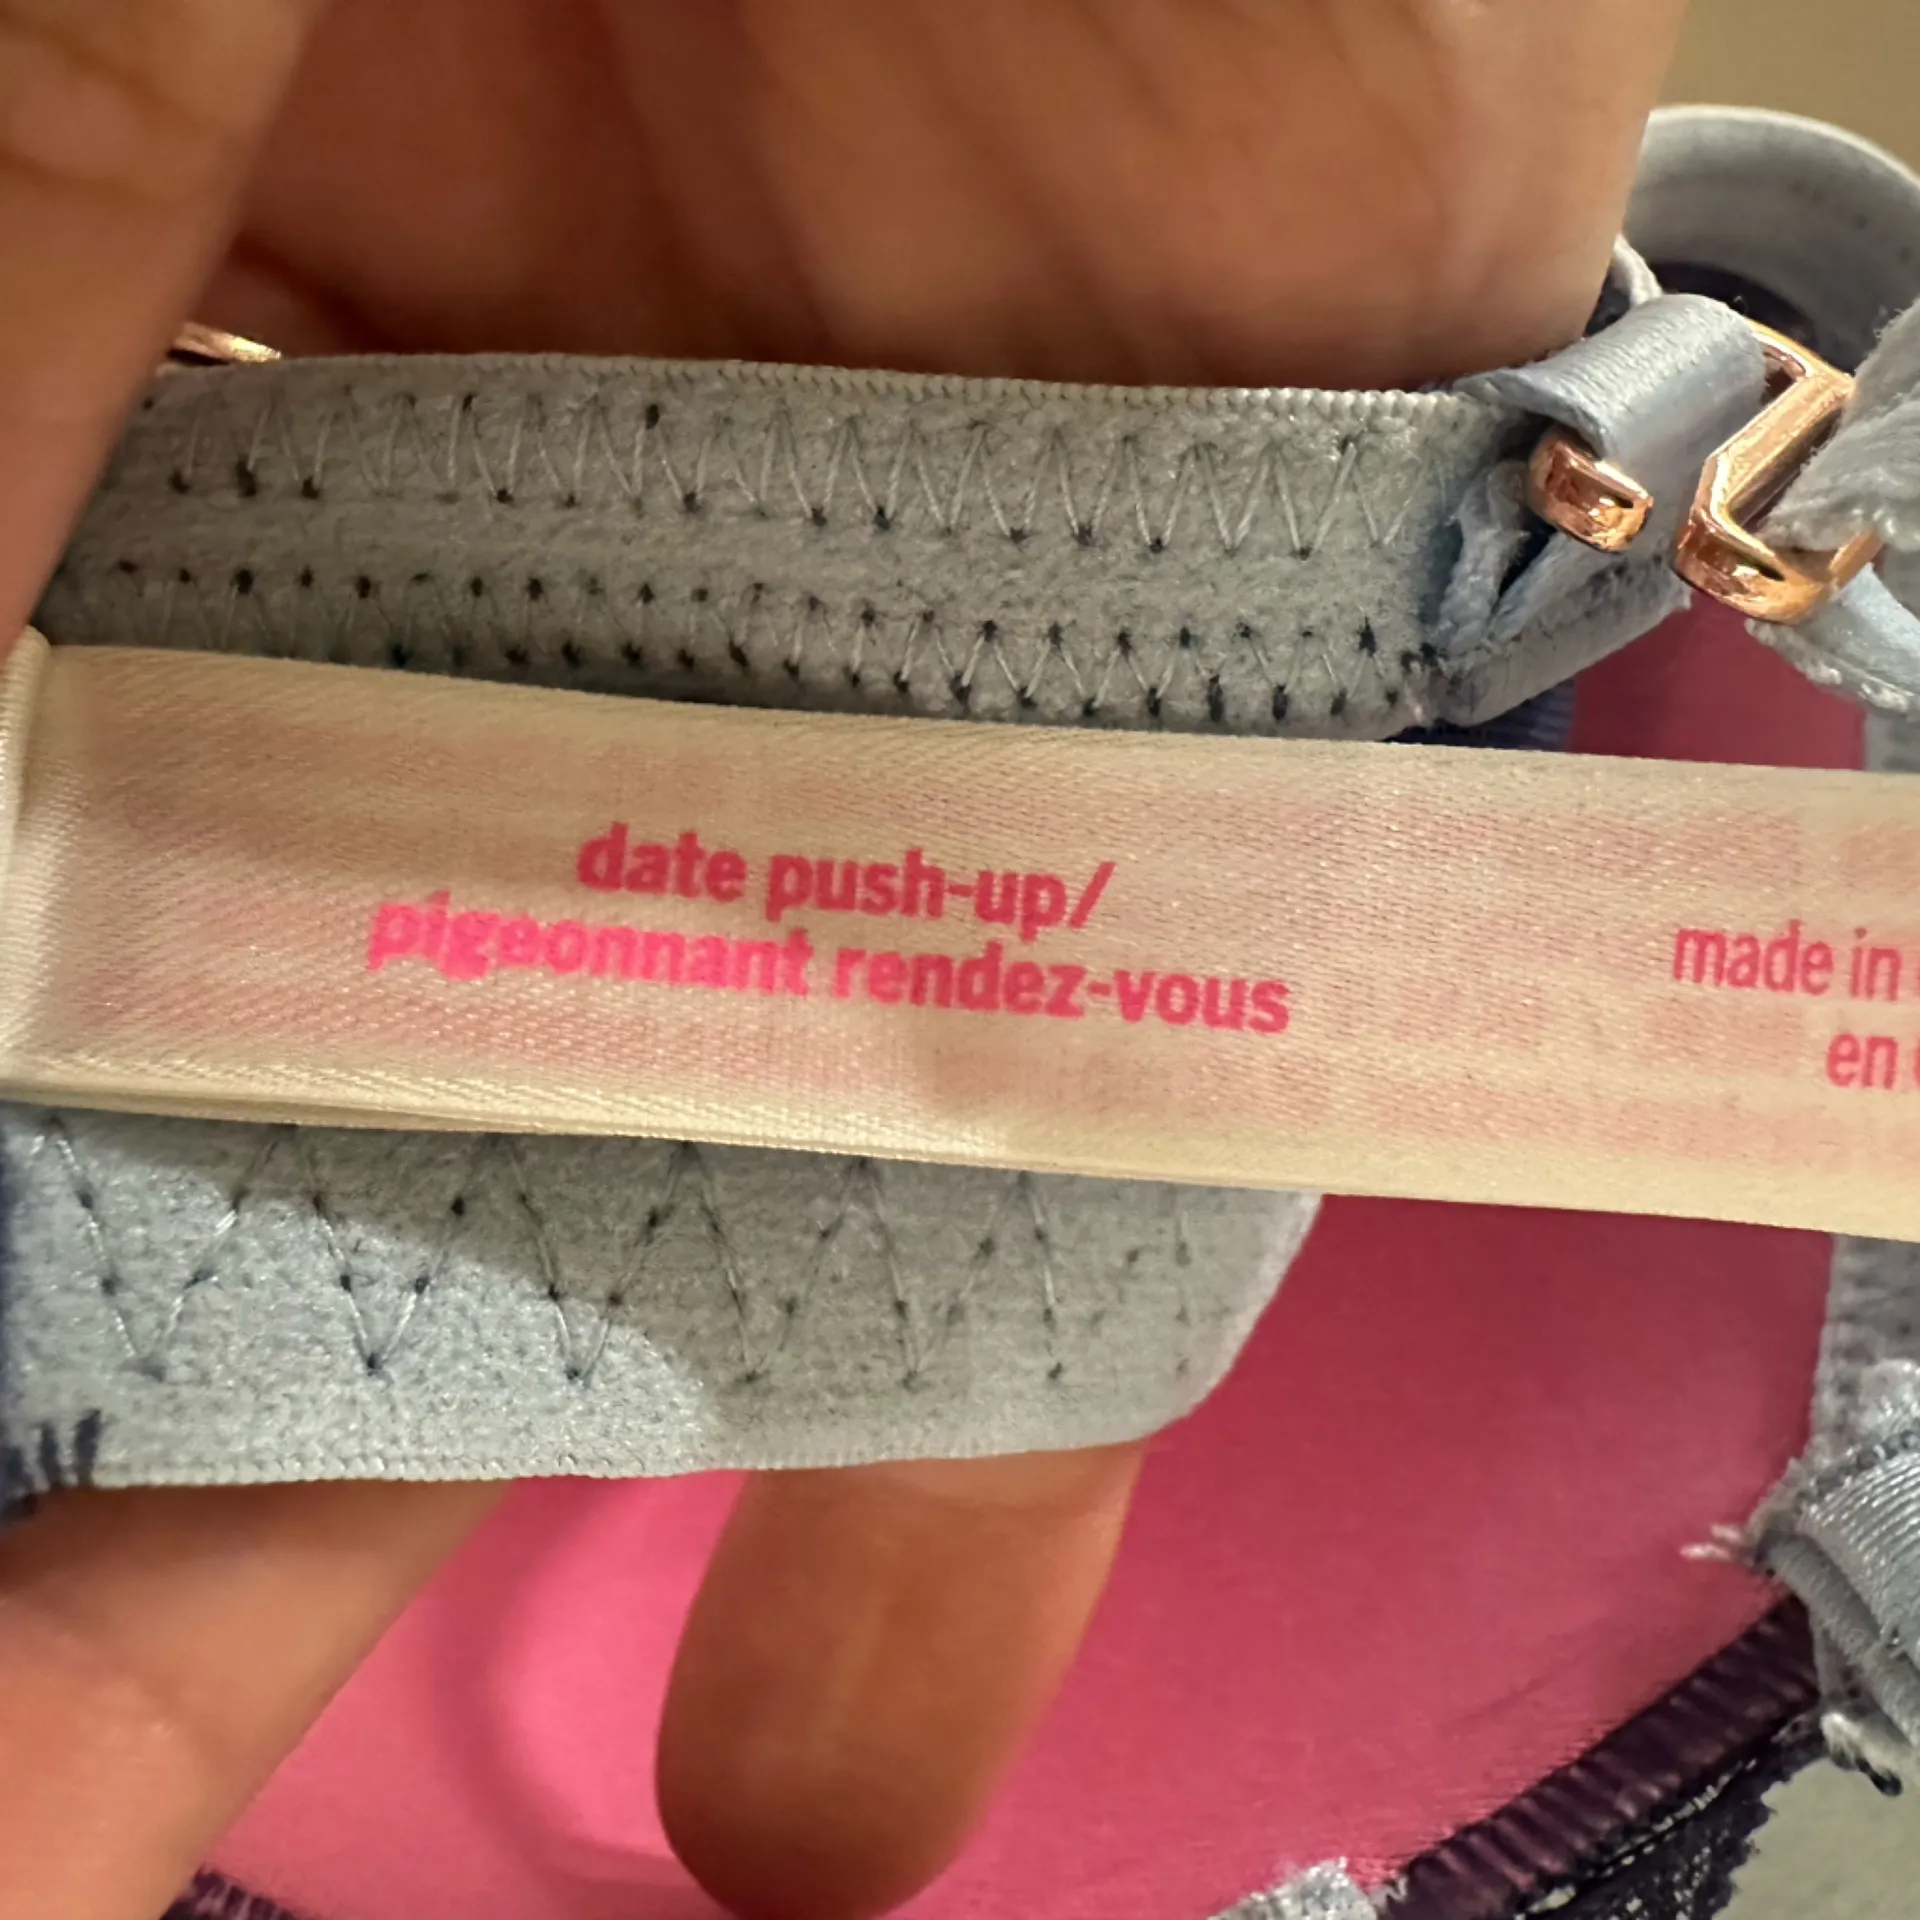 date push-up/
pigeonnant rendez-vous
made in
en